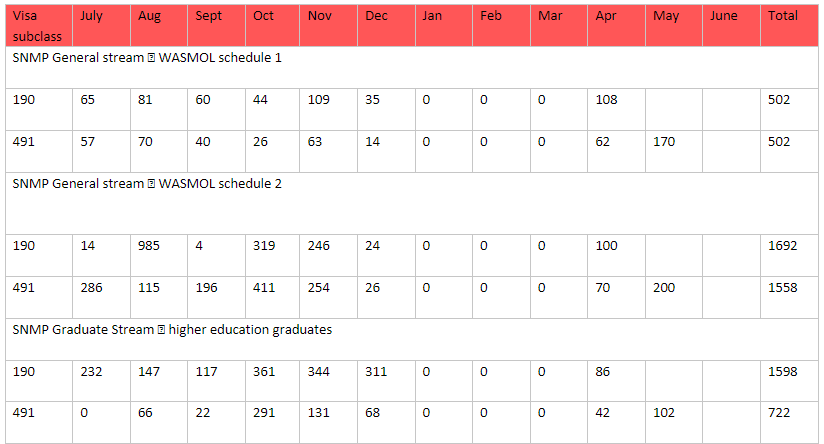 Visa subclass July Aug Sept Oct Nov Dec Jan Feb Mar Apr May June Total
SNMP General stream 􀀀 WASMOL schedule 1
190 65 81 60 44 109 35 0 0 0 108 502
491 57 70 40 26 63 14 0 0 0 62 170 502
SNMP General stream 􀀀 WASMOL schedule 2
190 14 985 4 319 246 24 0 0 0 100 1692
491 286 115 196 411 254 26 0 0 0 70 200 1558
SNMP Graduate Stream 􀀀 higher education graduates
190 232 147 117 361 344 311 0 0 0 86 1598
491 0 66 22 291 131 68 0 0 0 42 102 722